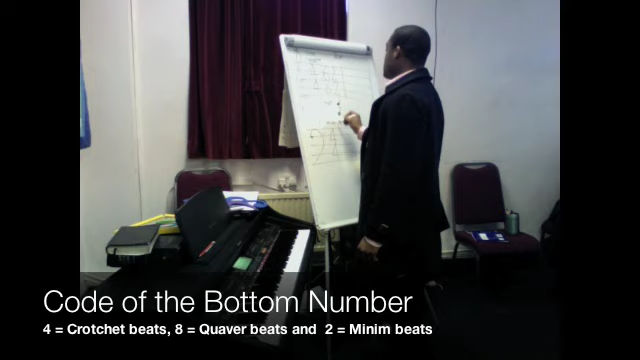 Code of the Bottom Number
4 = Crotchet beats, 8 = Quaver beats and  2 = Minim beats